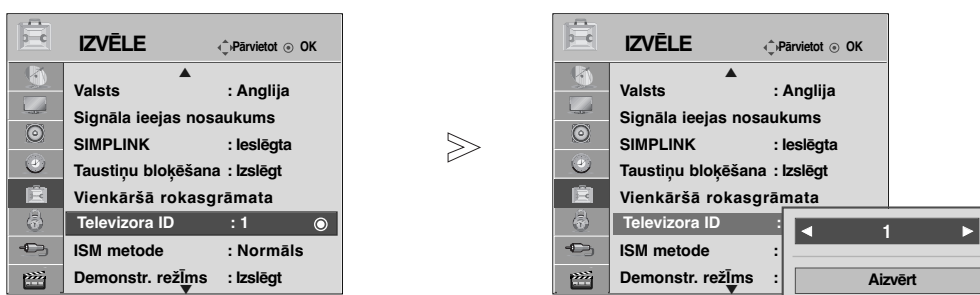 IZVĒLE Pārvietot OK
Valsts : Anglija
Signāla ieejas nosaukums
SIMPLINK : Ieslēgta
Taustiņu bloķēšana : Izslēgt
Vienkāršā rokasgrāmata
Televizora ID : 1
ISM metode : Normāls
Demonstr. režĪms : Izslēgt
IZVĒLE Pārvietot OK
Valsts : Anglija
Signāla ieejas nosaukums
SIMPLINK : Ieslēgta
Taustiņu bloķēšana : Izslēgt
Vienkāršā rokasgrāmata
Televizora ID :
ISM metode :
Demonstr. režĪms :
1
Aizvērt